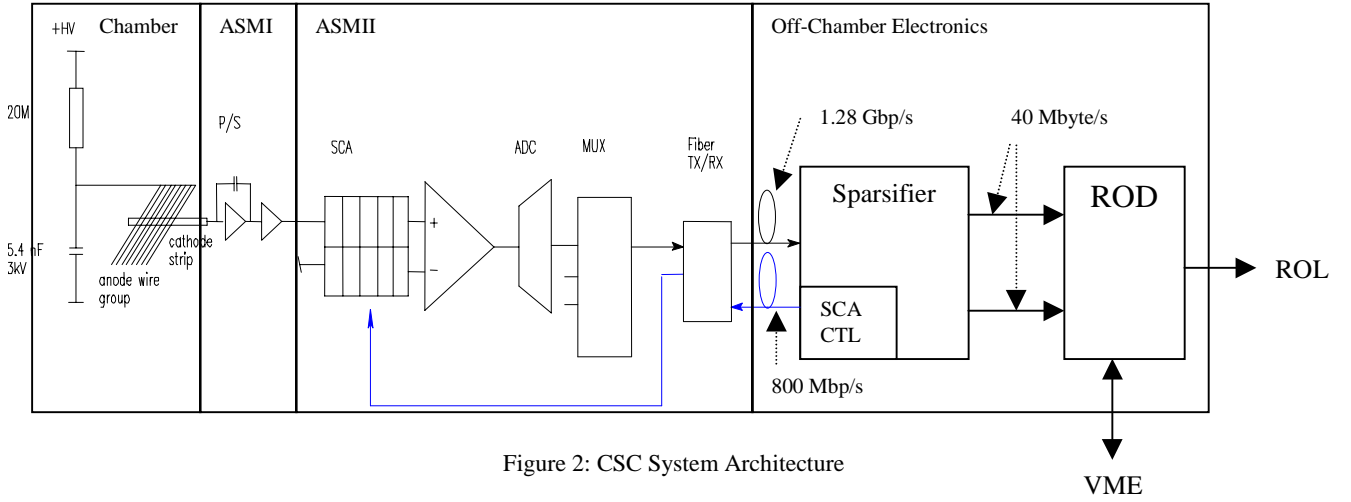 +HV
Chamber
ASMI
ASMII
Off-Chamber Electronics
20M
P/S
SCA
ADC
MUX
Fiber
TX/RX
1.28 Gbp/s
40 Mbyte/s
Sparsifier
ROD
+
−
cathode
strip
5.4 nF
3kV
anode wire
group
SCA
CTL
800 Mbp/s
ROL
VME
Figure 2: CSC System Architecture